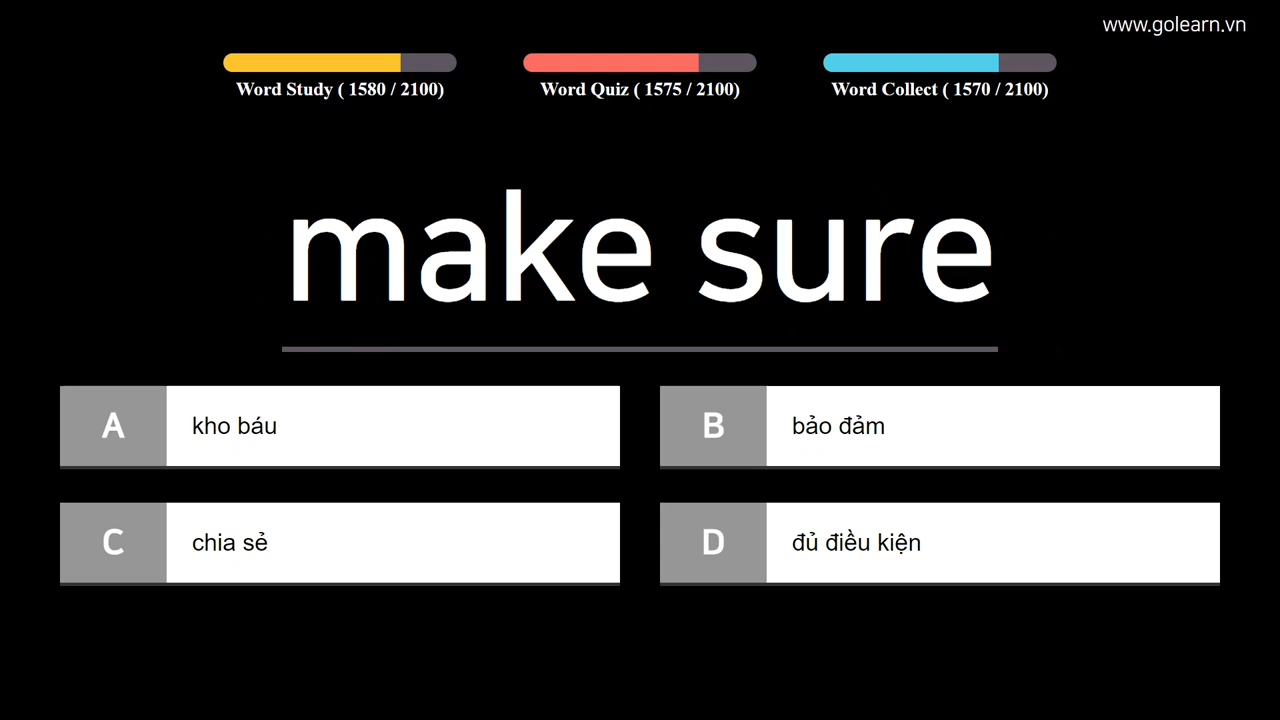 www.golearn.vn
Word Study ( 1580 / 2100)
Word Quiz ( 1575 / 2100)
Word Collect ( 1570 / 2100)
make sure
A kho báu
B bảo đảm
C chia sẻ
D đủ điều kiện